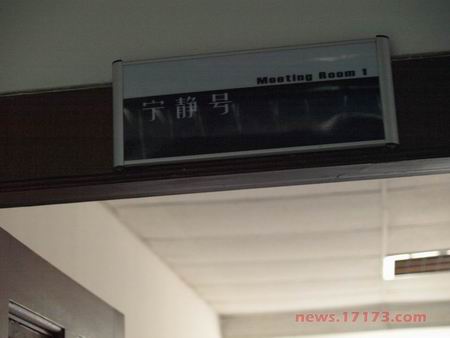 Meeting Room 1
宁静号
news.17173.com